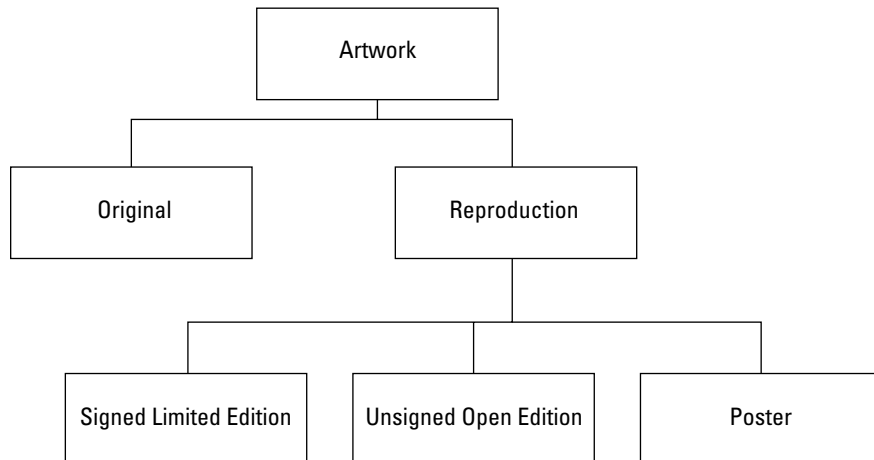 Artwork
Original
Reproduction
Signed Limited Edition
Unsigned Open Edition
Poster